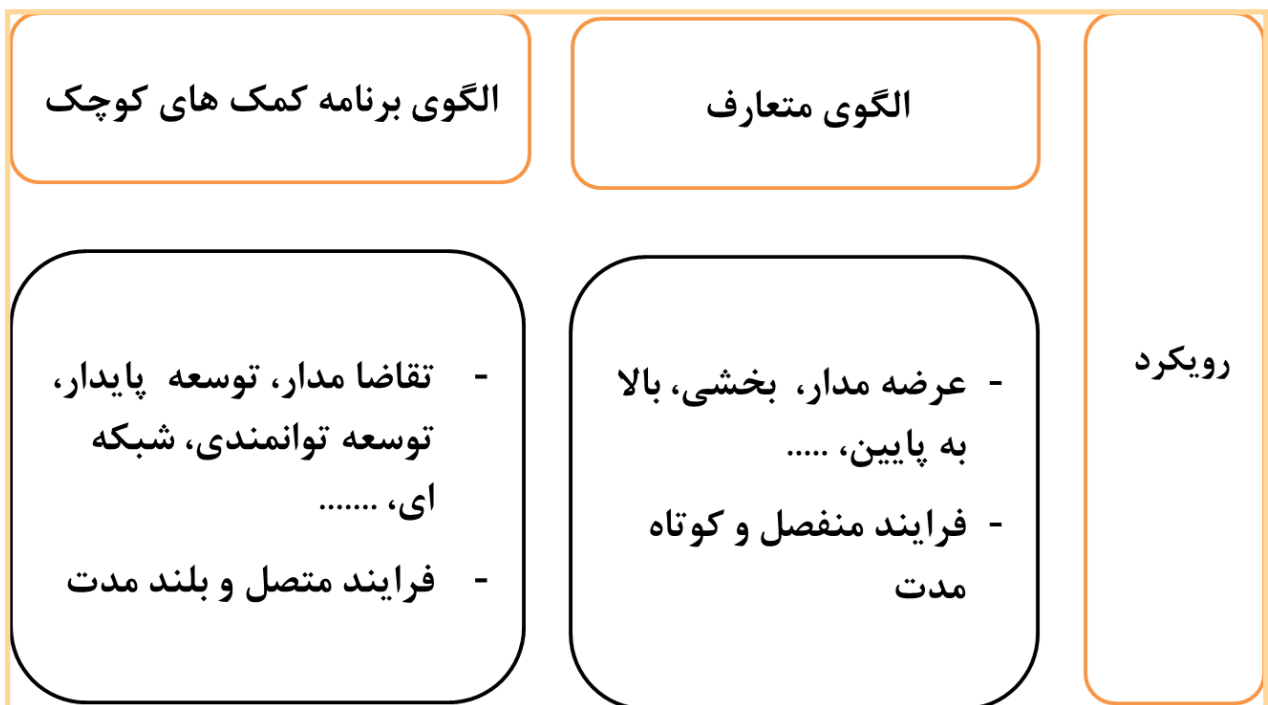 رویکرد
الگوی متعارف
الگوی برنامه کمک های کوچک
- عرضه مدار، بخشی، بالا
به پایین، .....
- فرایند منفصل و کوتاه
مدت
- تقاضا مدار، توسعه پایدار،
توسعه توانمندی، شبکه
ای، .......
- فرایند متصل و بلند مدت